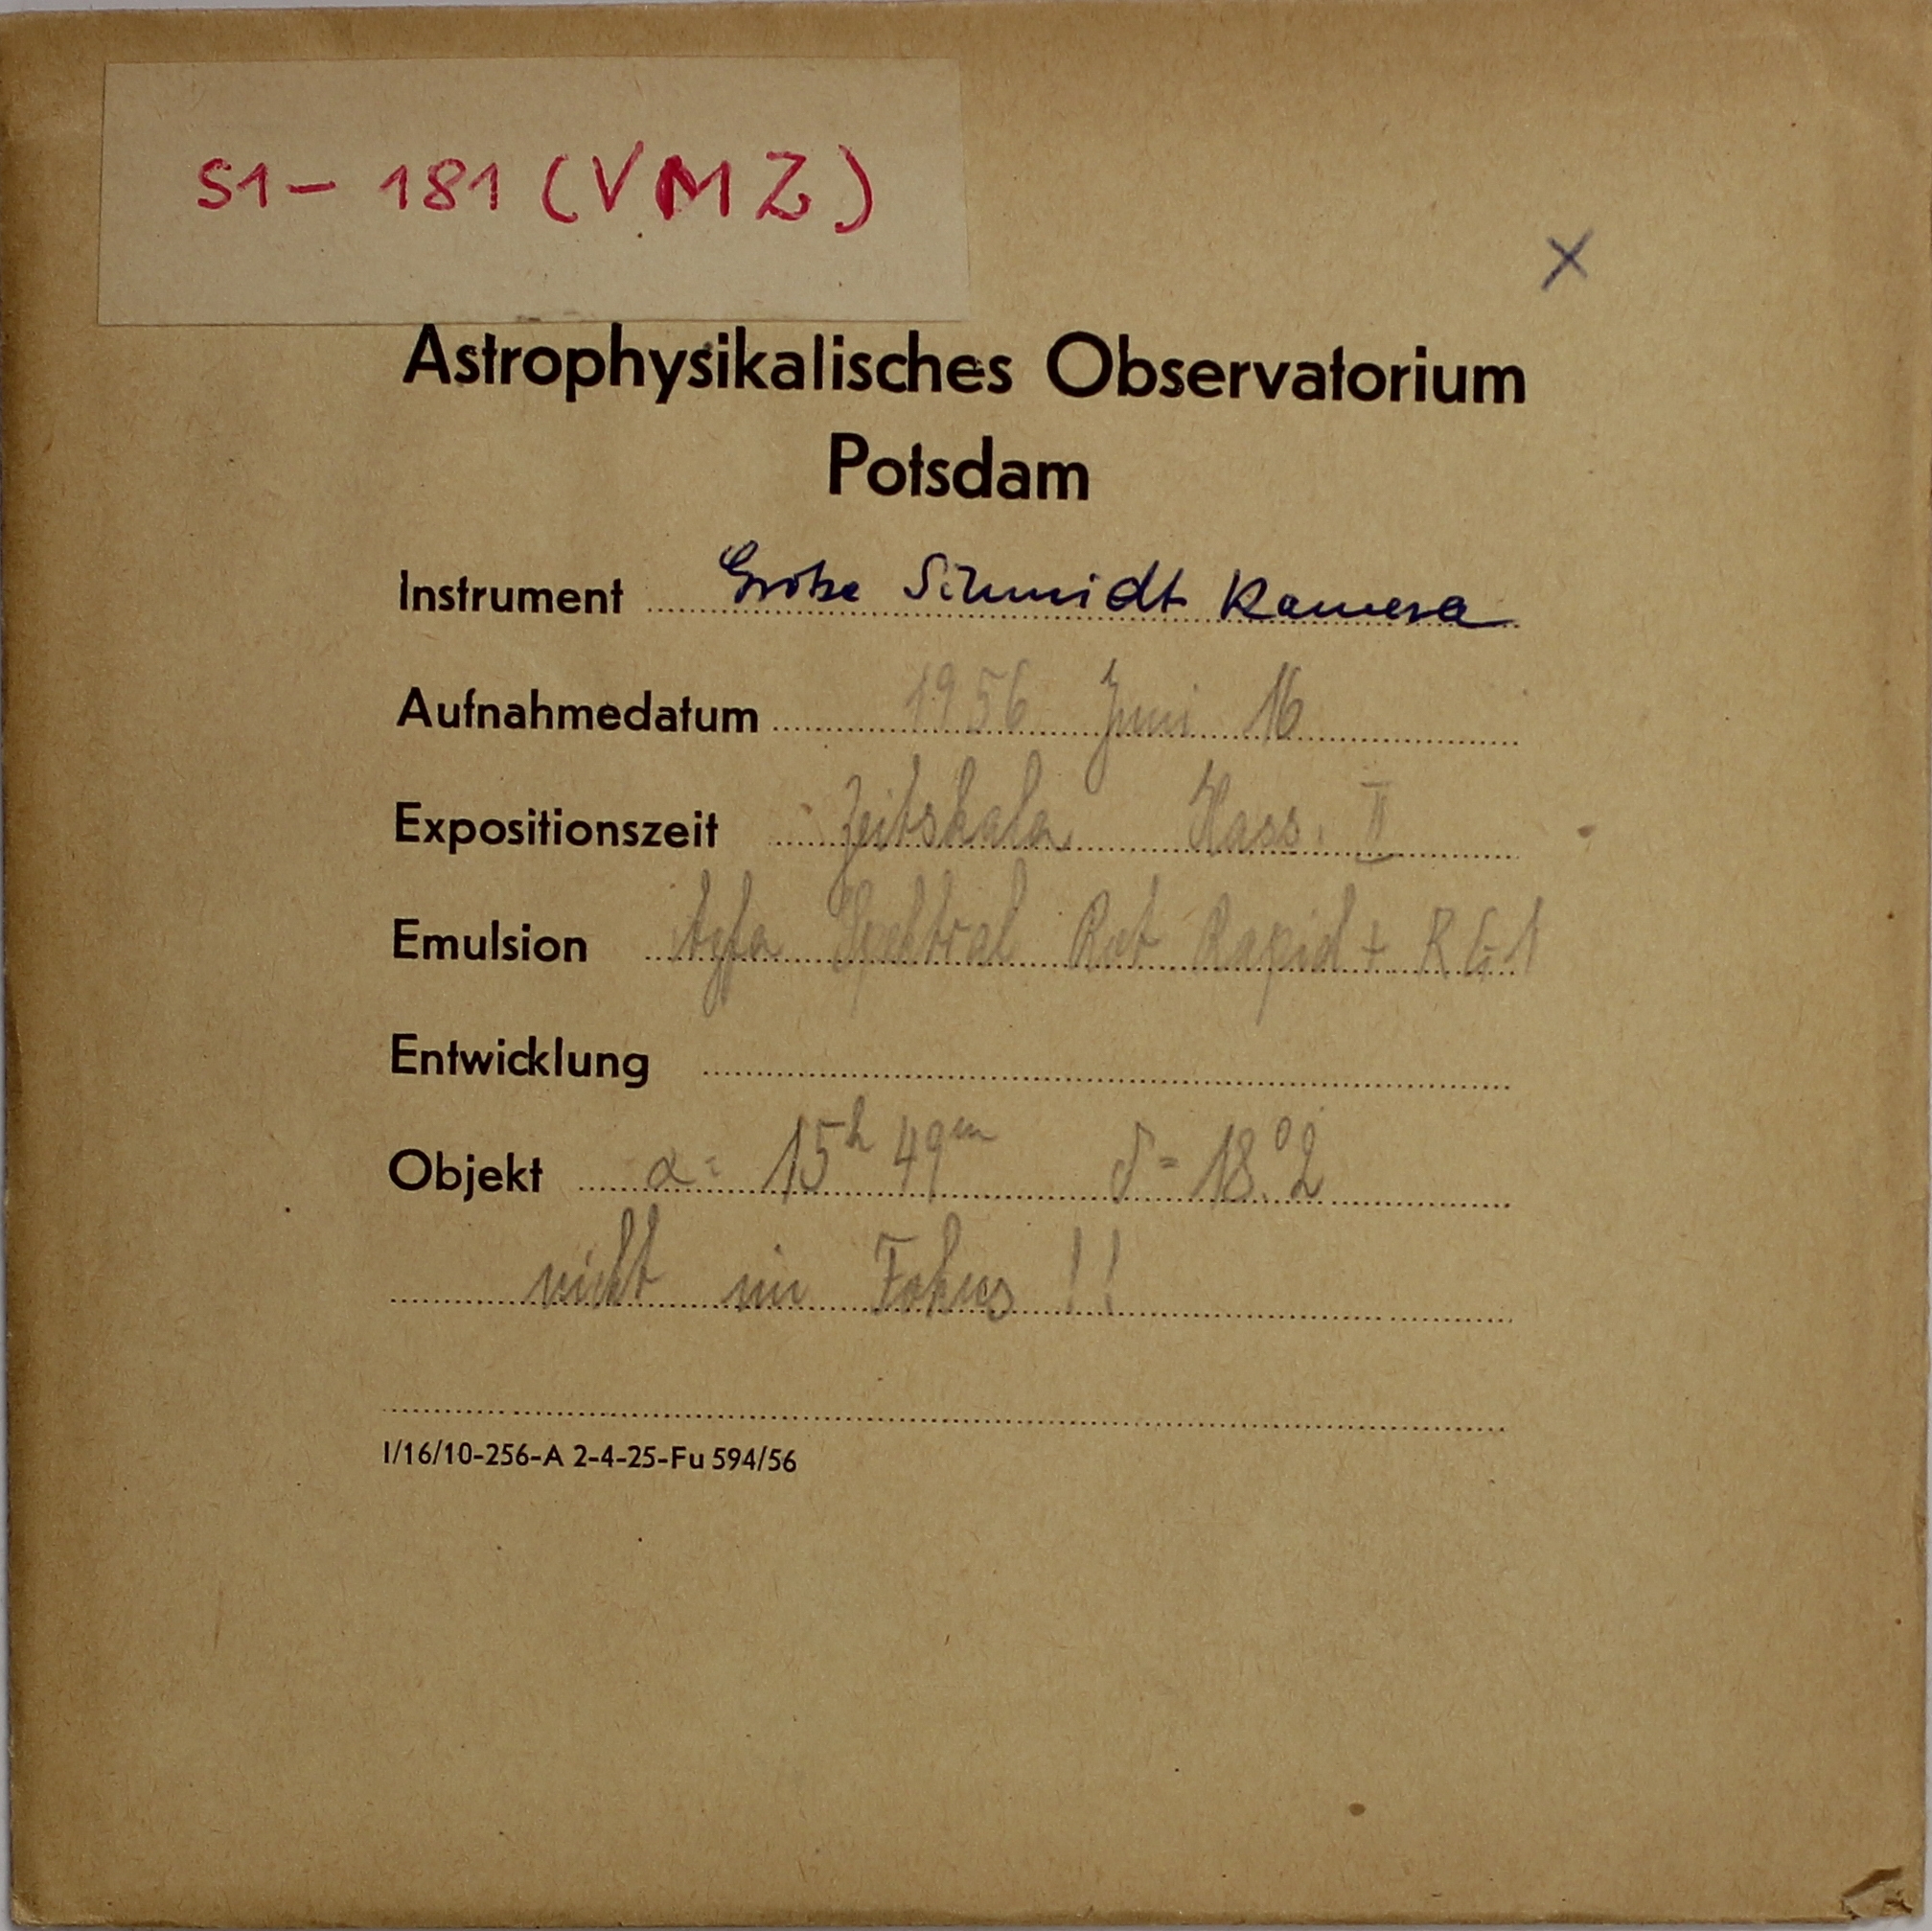 S1 – 181 (VMZ)
x
Astrophysikalisches Observatorium
Potsdam
Instrument Große Schmidt Kamera
Aufnahmedatum 1956 Juni 16
Expositionszeit Zeitskala Kass. II
Emulsion Agfa Spektral Rot Rapid + RG1
Entwicklung
Objekt α = 15h 49m δ = 18.°2
nicht im Fokus !!
I/16/10-256-A 2-4-25-Fu 594/56